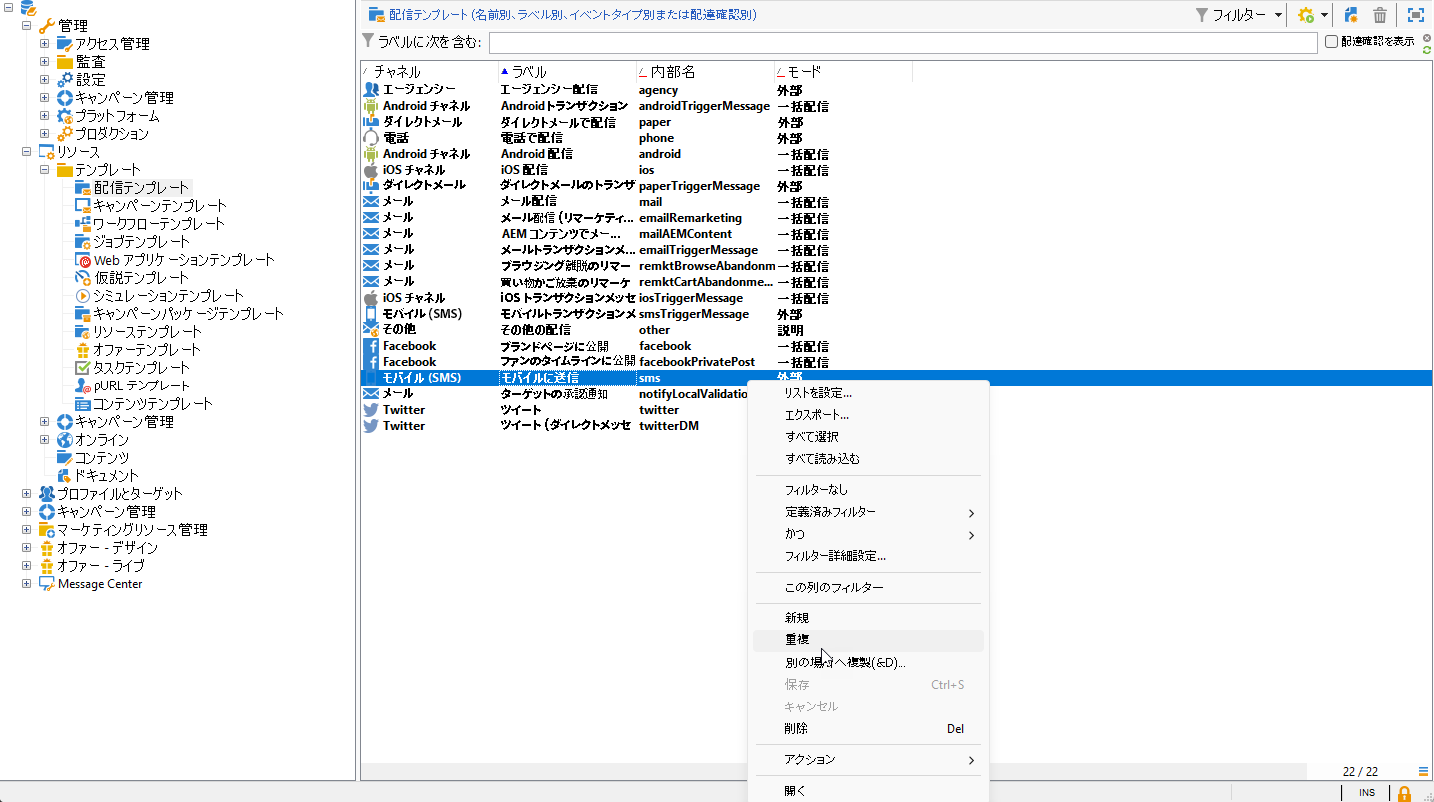 管理
アクセス管理
監査
設定
キャンペーン管理
プラットフォーム
プロダクション
リソース
テンプレート
配信テンプレート
キャンペーンテンプレート
ワークフローテンプレート
ジョブテンプレート
Web アプリケーションテンプレート
仮説テンプレート
シミュレーションテンプレート
キャンペーンパッケージテンプレート
リソーステンプレート
オファーテンプレート
タスクテンプレート
pURL テンプレート
コンテンツテンプレート
キャンペーン管理
オンライン
コンテンツ
ドキュメント
プロファイルとターゲット
キャンペーン管理
マーケティングリソース管理
オファー - デザイン
オファー - ライブ
Message Center
配信テンプレート (名前別、ラベル別、イベントタイプ別または配達確認別)
フィルター
ラベルに次を含む:
配達確認を表示
チャネル ラベル 内部名 モード
エージェンシー エージェンシー配信 agency 外部
Android チャネル Android トランザクション androidTriggerMessage 一括配信
ダイレクトメール ダイレクトメールで配信 paper 外部
電話 電話で配信 phone 外部
Android チャネル Android 配信 android 一括配信
iOS チャネル iOS 配信 ios 一括配信
ダイレクトメール ダイレクトメールのトランザ paperTriggerMessage 外部
メール メール配信 mail 一括配信
メール メール配信 (リマーケティ... emailRemarketing 一括配信
メール AEM コンテンツでメー... mailAEMContent 一括配信
メール メールトランザクションメ... emailTriggerMessage 一括配信
メール ブラウジング離脱のリマー remktBrowseAbandonm 一括配信
メール 買い物かご放棄のリマーケ remktCartAbandonme... 一括配信
iOS チャネル iOS トランザクションメッセ iosTriggerMessage 一括配信
モバイル (SMS) モバイルトランザクションメ smsTriggerMessage 外部
その他 その他の配信 other 説明
Facebook ブランドページに公開 facebook 一括配信
Facebook ファンのタイムラインに公開 facebookPrivatePost 一括配信
モバイル (SMS) モバイルに送信 sms 外部
メール ターゲットの承認通知 notifyLocalValidatio
Twitter ツイート twitter
Twitter ツイート (ダイレクトメッセ twitterDM
リストを設定...
エクスポート...
すべて選択
すべて読み込む
フィルターなし
定義済みフィルター
かつ
フィルター詳細設定...
この列のフィルター
新規
重複
別の場所へ複製(&D)...
保存 Ctrl+S
キャンセル
削除 Del
アクション
開く
22 / 22
INS